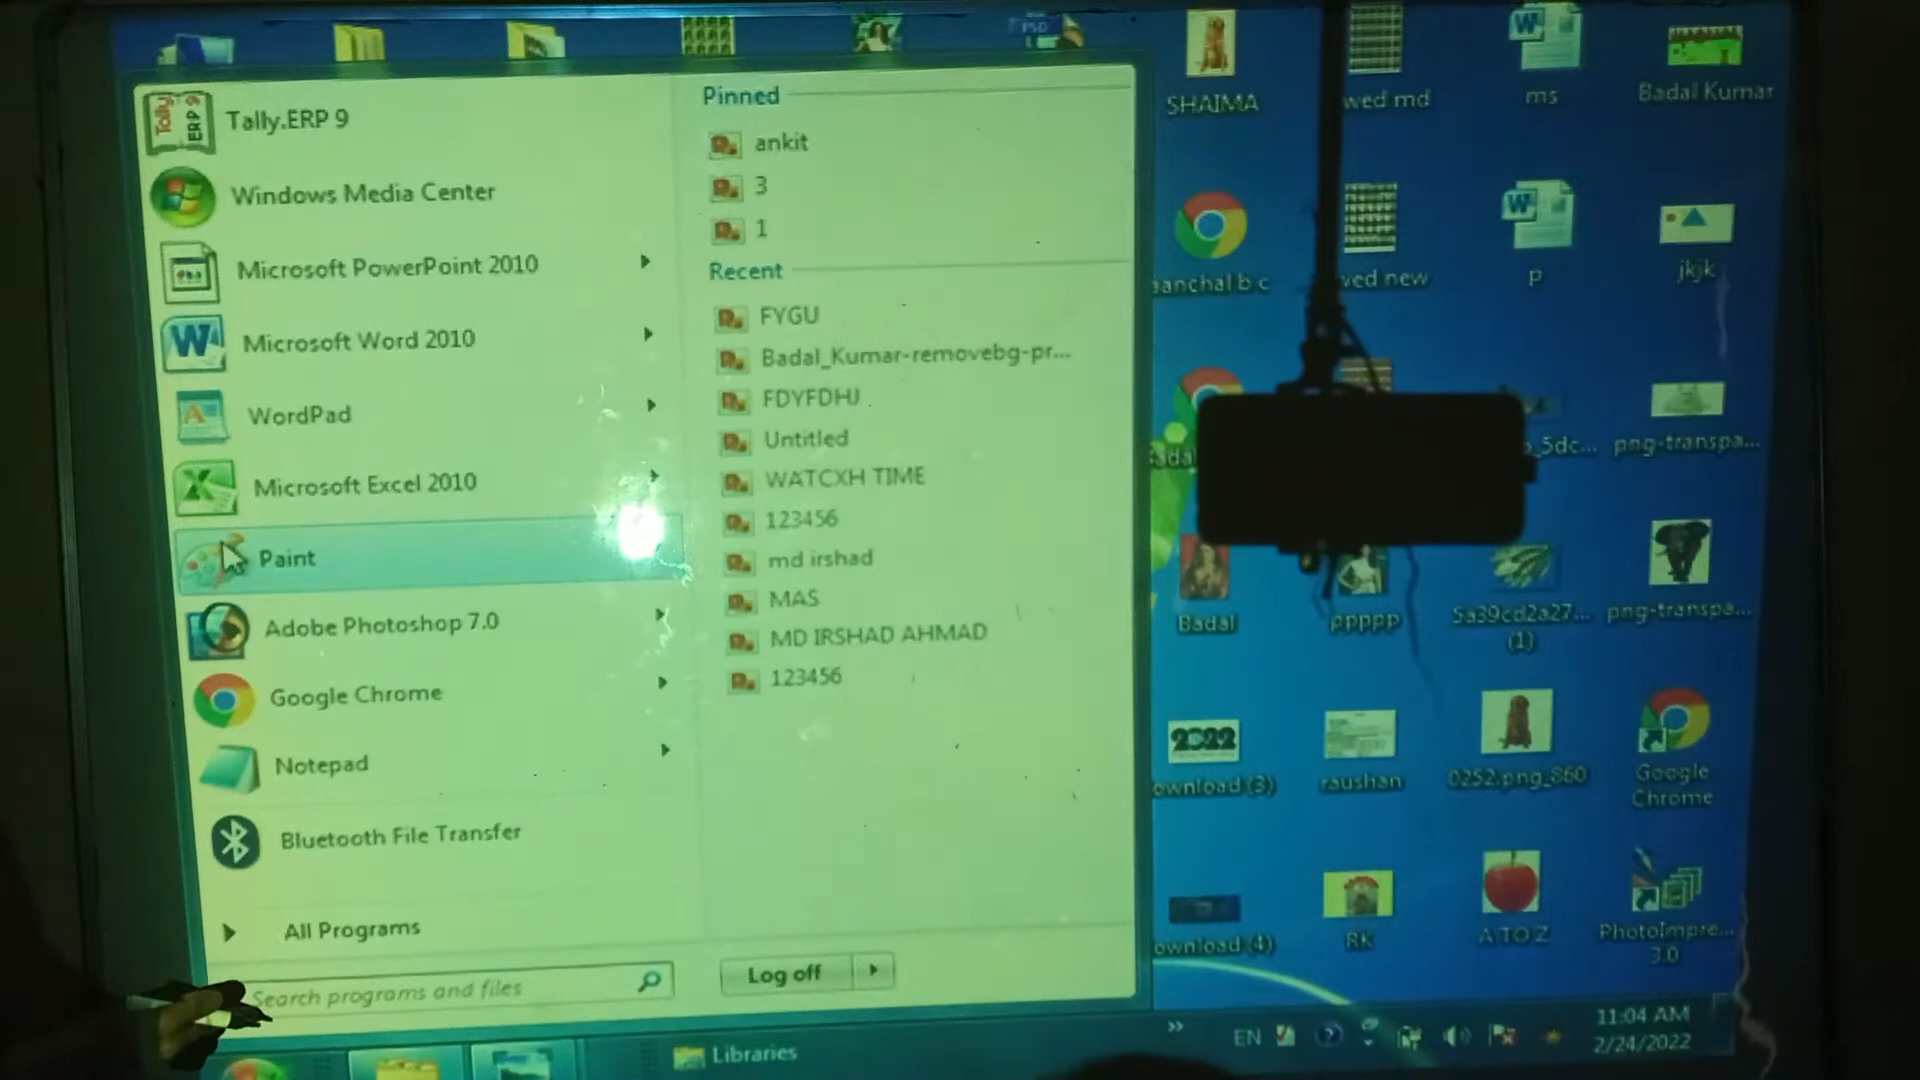 PSD
Tally.ERP 9
Windows Media Center
Microsoft PowerPoint 2010
Microsoft Word 2010
WordPad
Microsoft Excel 2010
Paint
Adobe Photoshop 7.0
Google Chrome
Notepad
Bluetooth File Transfer
All Programs
Search programs and files
Pinned
ankit
3
1
Recent
FYGU
Badal_Kumar-removebg-pr...
FDYFDHJ
Untitled
WATCXH TIME
123456
md irshad
MAS
MD IRSHAD AHMAD
123456
Log off
SHAIMA
wed md
ms
Badal Kumar
aanchal b c
wed new
p
jkjk
png-transpa...
Badal
ppppp
5a39cd2a27...
(1)
png-transpa...
2022
ownload (3)
raushan
0252.png_860
Google
Chrome
ownload (4)
RK
A TO Z
PhotoImpre...
3.0
Libraries
EN
11:04 AM
2/24/2022